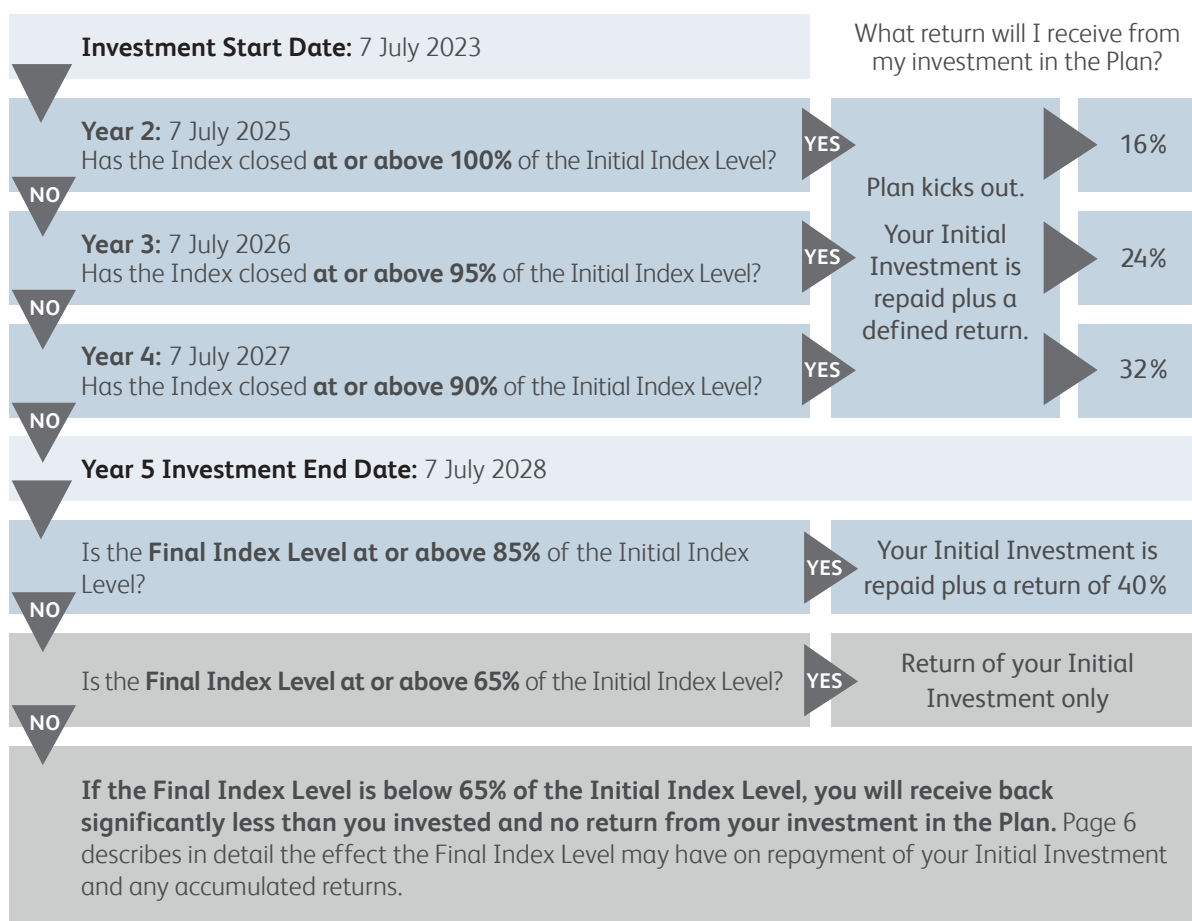 Investment Start Date: 7 July 2023
What return will I receive from
my investment in the Plan?
Year 2: 7 July 2025
Has the Index closed at or above 100% of the Initial Index Level?
YES
16%
NO
Plan kicks out.
Your Initial
Investment is
repaid plus a
defined return.
Year 3: 7 July 2026
Has the Index closed at or above 95% of the Initial Index Level?
YES
24%
NO
Year 4: 7 July 2027
Has the Index closed at or above 90% of the Initial Index Level?
YES
32%
NO
Year 5 Investment End Date: 7 July 2028
Is the Final Index Level at or above 85% of the Initial Index
Level?
YES
Your Initial Investment is
repaid plus a return of 40%
NO
Is the Final Index Level at or above 65% of the Initial Index Level?
YES
Return of your Initial
Investment only
NO
If the Final Index Level is below 65% of the Initial Index Level, you will receive back
significantly less than you invested and no return from your investment in the Plan. Page 6
describes in detail the effect the Final Index Level may have on repayment of your Initial Investment
and any accumulated returns.